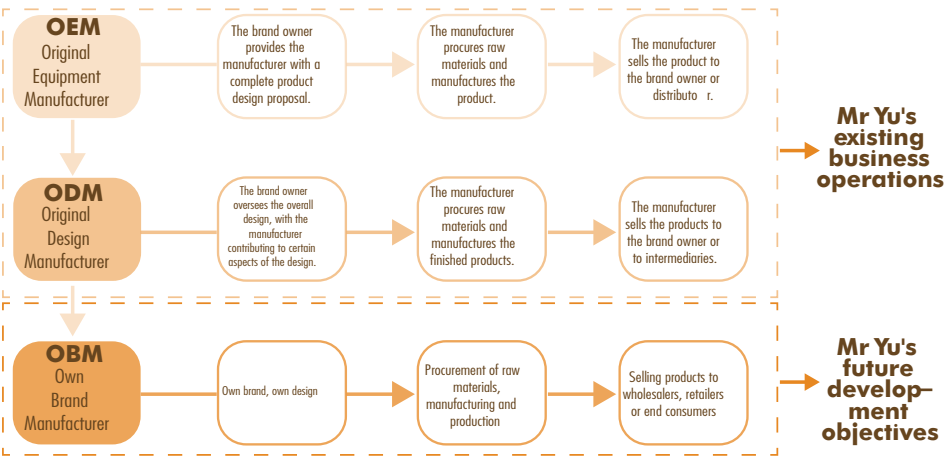 OEM
Original
Equipment
Manufacturer
The brand owner
provides the
manufacturer with a
complete product
design proposal.
The manufacturer
procures raw
materials and
manufactures the
product.
The manufacturer
sells the product to
the brand owner or
distributo r.
Mr Yu's
existing
business
operations
ODM
Original
Design
Manufacturer
The brand owner
oversees the overall
design, with the
manufacturer
contributing to certain
aspects of the design.
The manufacturer
procures raw
materials and
manufactures the
finished products.
The manufacturer
sells the products to
the brand owner or
to intermediaries.
OBM
Own
Brand
Manufacturer
Own brand, own design
Procurement of raw
materials,
manufacturing and
production
Selling products to
wholesalers, retailers
or end consumers
Mr Yu's
future
develop–
ment
objectives